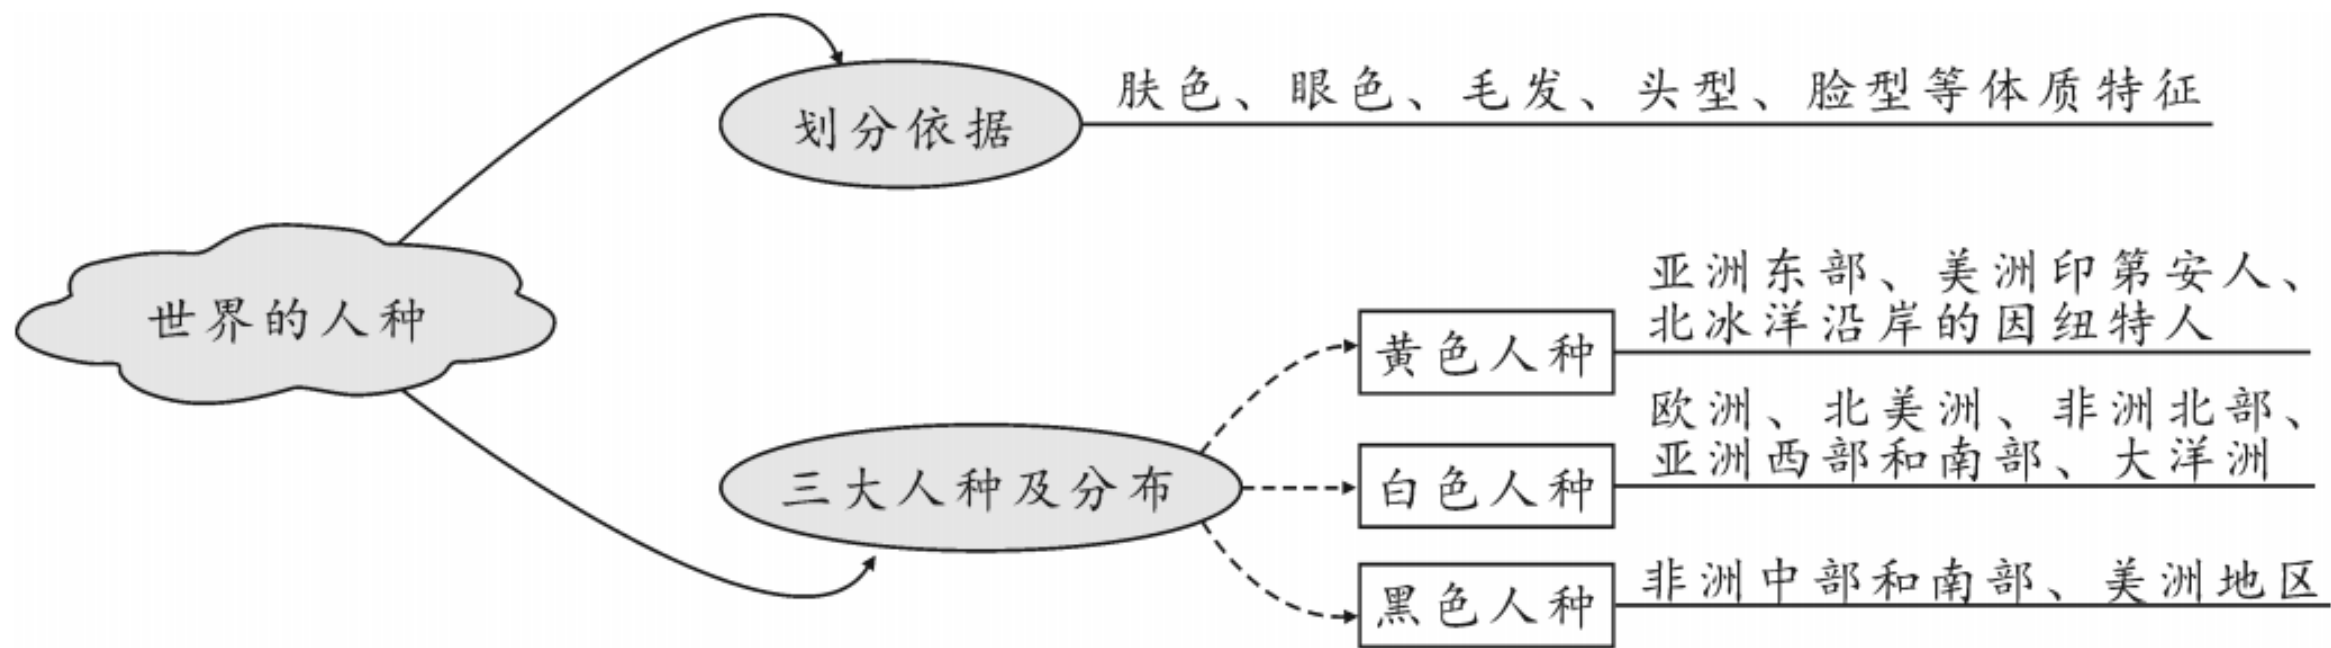 划分依据
肤色、眼色、毛发、头型、脸型等体质特征
世界的人种
三大人种及分布
黄色人种
亚洲东部、美洲印第安人、
北冰洋沿岸的因纽特人
白色人种
欧洲、北美洲、非洲北部、
亚洲西部和南部、大洋洲
黑色人种
非洲中部和南部、美洲地区